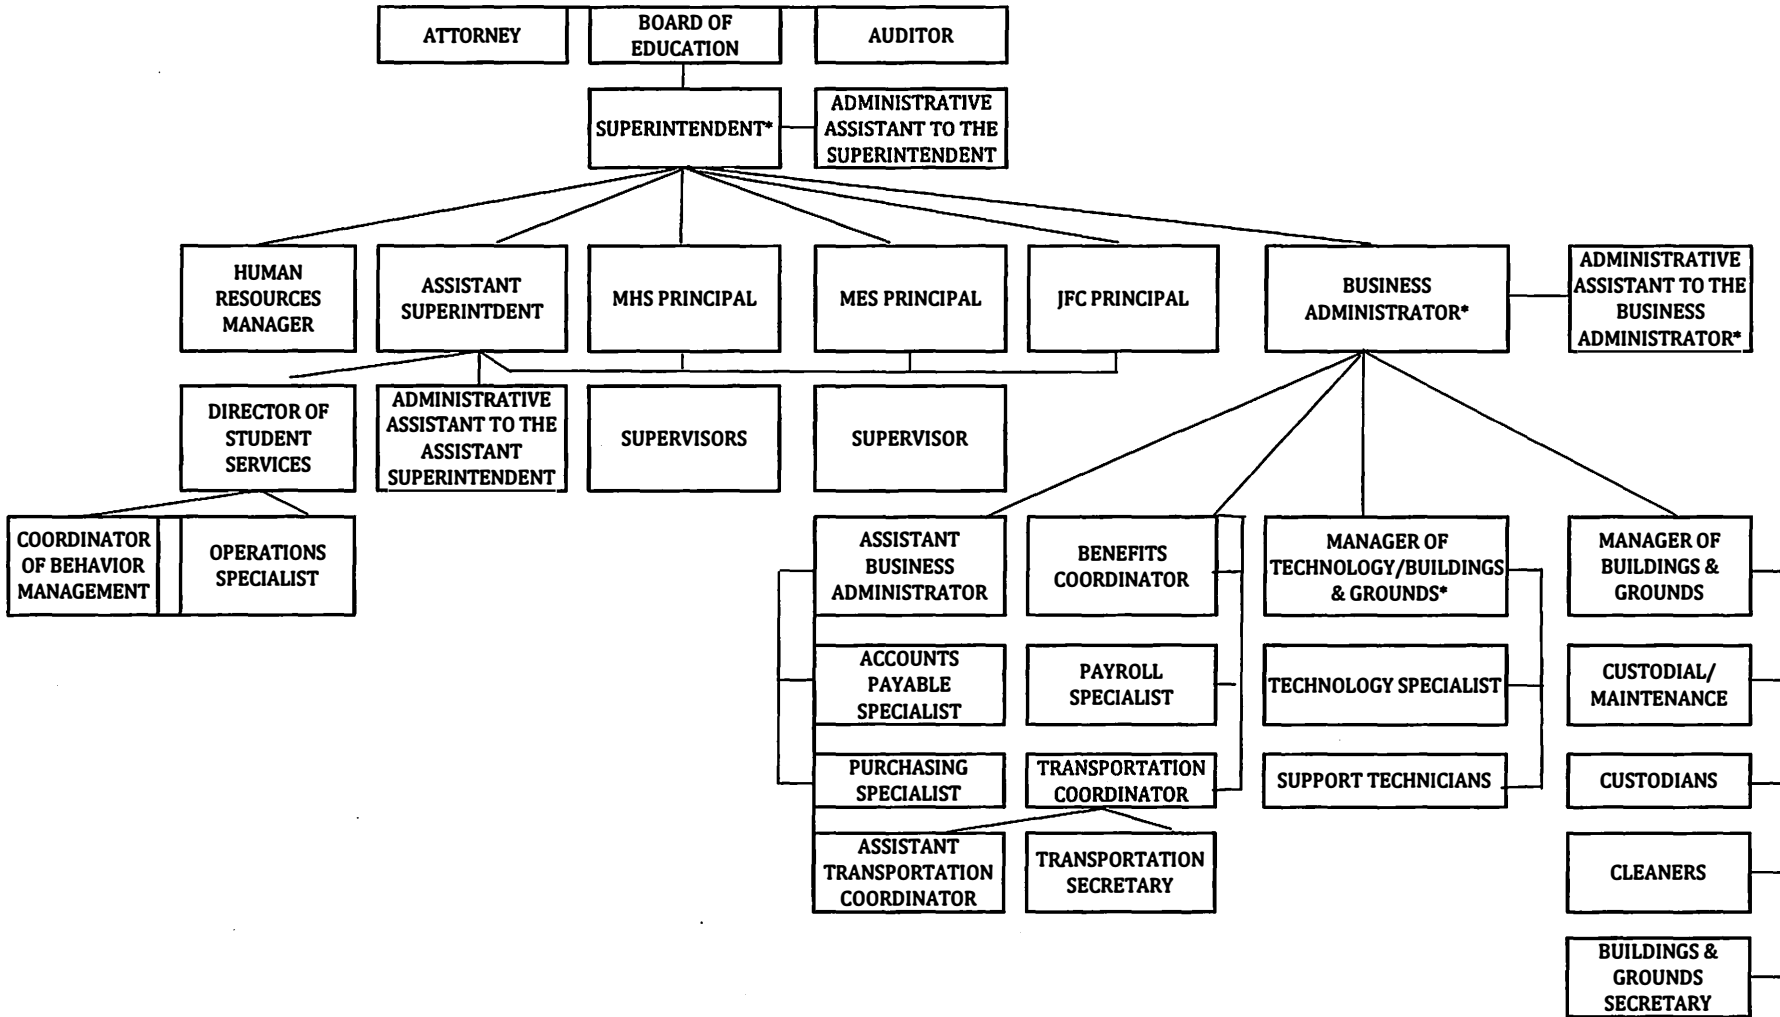 ATTORNEY
BOARD OF
EDUCATION
AUDITOR
SUPERINTENDENT*
ADMINISTRATIVE
ASSISTANT TO THE
SUPERINTENDENT
HUMAN
RESOURCES
MANAGER
ASSISTANT
SUPERINTDENT
MHS PRINCIPAL
MES PRINCIPAL
JFC PRINCIPAL
BUSINESS
ADMINISTRATOR*
ADMINISTRATIVE
ASSISTANT TO THE
BUSINESS
ADMINISTRATOR*
DIRECTOR OF
STUDENT
SERVICES
ADMINISTRATIVE
ASSISTANT TO THE
ASSISTANT
SUPERINTENDENT
SUPERVISORS
SUPERVISOR
COORDINATOR
OF BEHAVIOR
MANAGEMENT
OPERATIONS
SPECIALIST
ASSISTANT
BUSINESS
ADMINISTRATOR
BENEFITS
COORDINATOR
MANAGER OF
TECHNOLOGY/BUILDINGS
& GROUNDS*
MANAGER OF
BUILDINGS &
GROUNDS
ACCOUNTS
PAYABLE
SPECIALIST
PAYROLL
SPECIALIST
TECHNOLOGY SPECIALIST
CUSTODIAL/
MAINTENANCE
PURCHASING
SPECIALIST
TRANSPORTATION
COORDINATOR
SUPPORT TECHNICIANS
CUSTODIANS
ASSISTANT
TRANSPORTATION
COORDINATOR
TRANSPORTATION
SECRETARY
CLEANERS
BUILDINGS &
GROUNDS
SECRETARY